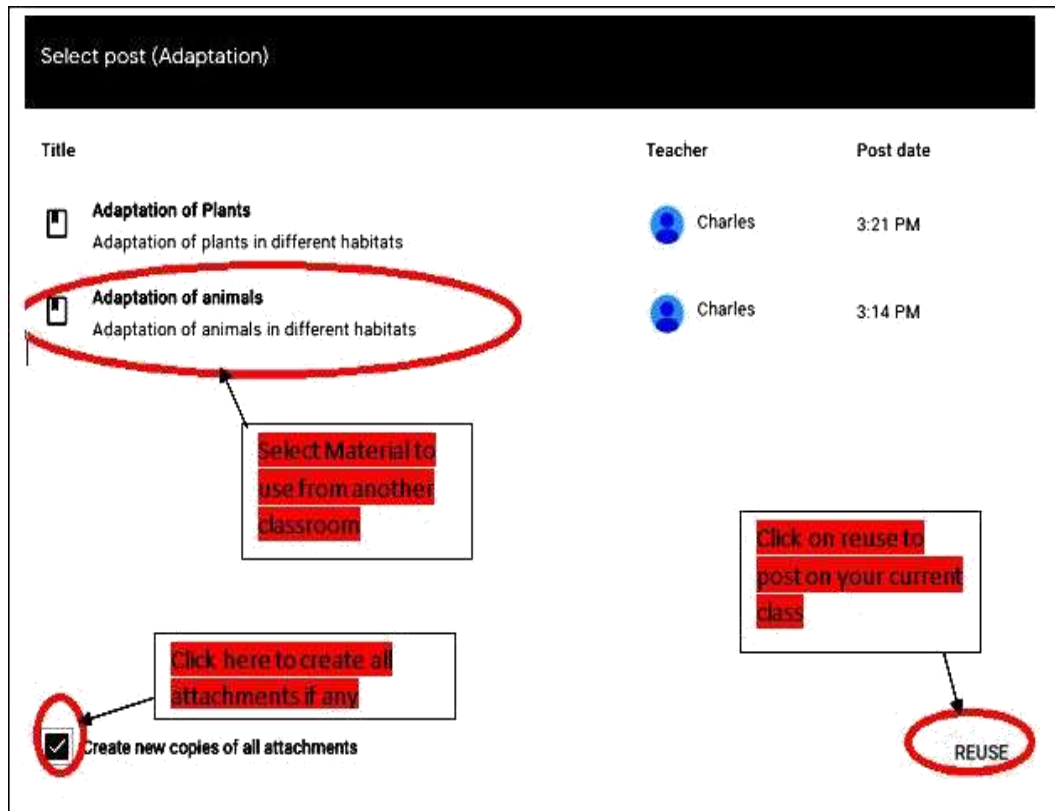 Select post (Adaptation)
Title Teacher Post date
Adaptation of Plants
Adaptation of plants in different habitats
Charles 3:21 PM
Adaptation of animals
Adaptation of animals in different habitats
Charles 3:14 PM
Select Material to
use from another
classroom
Click on reuse to
post on your current
class
Click here to create all
attachments if any
Create new copies of all attachments
REUSE